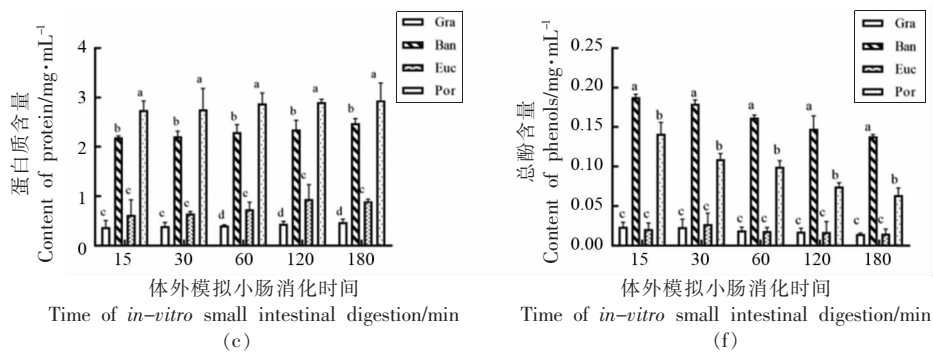 Gra
Ban
Euc
Por
蛋白质含量
Content of protein/mg·mL⁻¹
4
3
2
1
0
c b c a
c b c a
c b c a
d b c a
d b c a
15 30 60 120 180
体外模拟小肠消化时间
Time of in-vitro small intestinal digestion/min
(c)
Gra
Ban
Euc
Por
总酚含量
Content of phenols/mg·mL⁻¹
0.25
0.20
0.15
0.10
0.05
0.00
c a c b
c a c b
c a c b
c a c b
c a c b
15 30 60 120 180
体外模拟小肠消化时间
Time of in-vitro small intestinal digestion/min
(f)